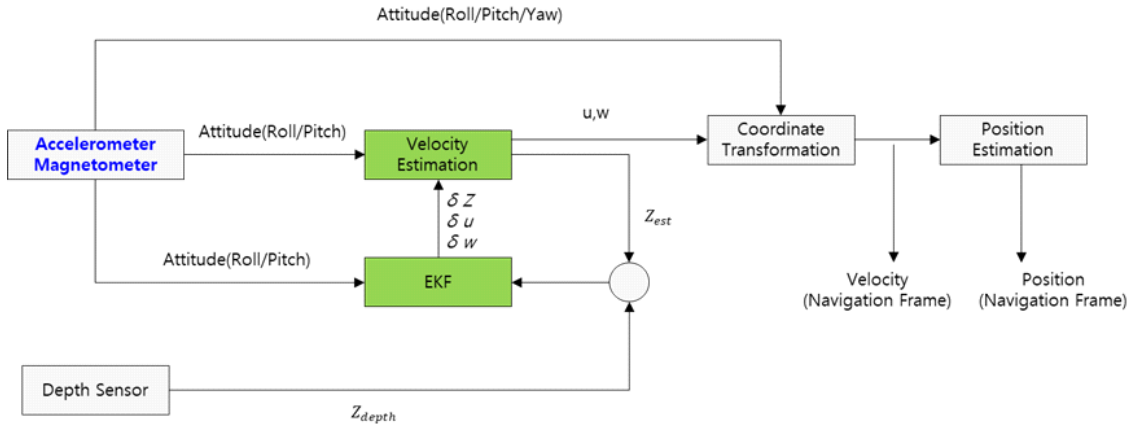 Attitude(Roll/Pitch/Yaw)
Accelerometer
Magnetometer
Attitude(Roll/Pitch)
Velocity
Estimation
u,w
Coordinate
Transformation
Position
Estimation
δ Z
δ u
δ w
Z_est
Attitude(Roll/Pitch)
EKF
Velocity
(Navigation Frame)
Position
(Navigation Frame)
Depth Sensor
Z_depth